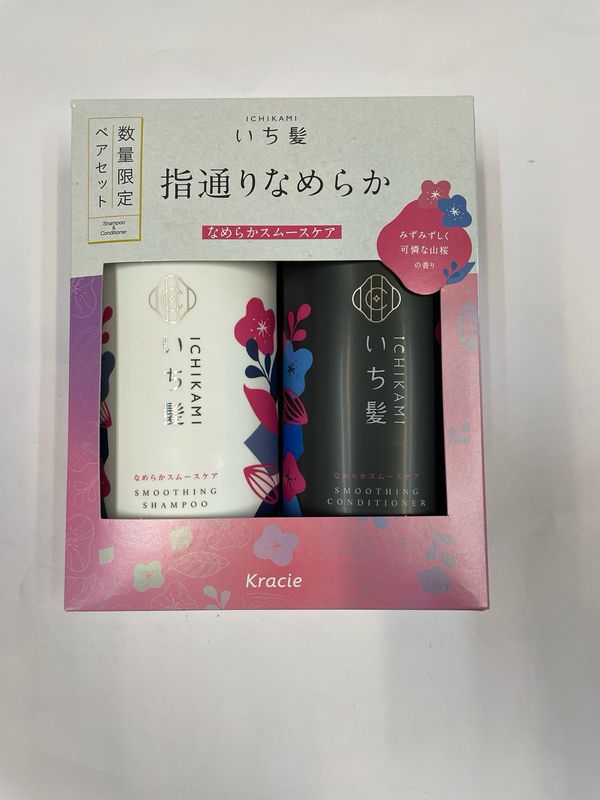 ICHIKAMI
いち髪
数量限定
ペアセット
Shampoo
&
Conditioner
指通りなめらか
なめらかスムースケア
みずみずしく
可憐な山桜
の香り
ICHIKAMI
いち髪
なめらかスムースケア
SMOOTHING
SHAMPOO
ICHIKAMI
いち髪
なめらかスムースケア
SMOOTHING
CONDITIONER
Kracie